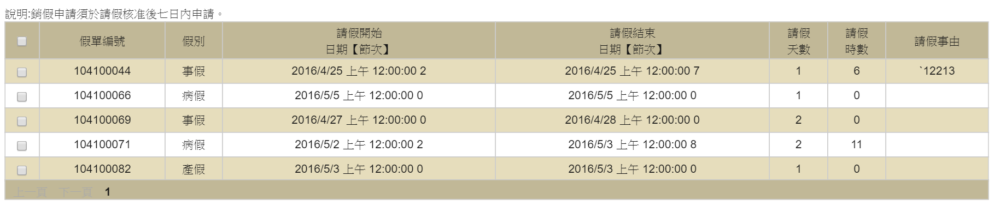 說明:銷假申請須於請假核准後七日內申請。
假單編號 假別 請假開始 日期【節次】 請假結束 日期【節次】 請假 天數 請假 時數 請假事由
104100044 事假 2016/4/25 上午 12:00:00 2 2016/4/25 上午 12:00:00 7 1 6 `12213
104100066 病假 2016/5/5 上午 12:00:00 0 2016/5/5 上午 12:00:00 0 1 0
104100069 事假 2016/4/27 上午 12:00:00 0 2016/4/28 上午 12:00:00 0 2 0
104100071 病假 2016/5/2 上午 12:00:00 2 2016/5/3 上午 12:00:00 8 2 11
104100082 產假 2016/5/3 上午 12:00:00 0 2016/5/3 上午 12:00:00 0 1 0
上一頁 下一頁 1